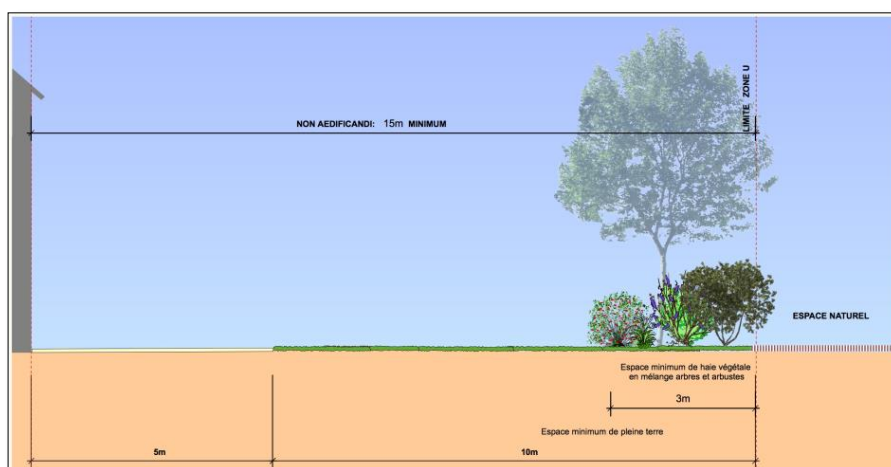 LIMITE ZONE U
NON AEDIFICANDI: 15m MINIMUM
ESPACE NATUREL
Espace minimum de haie végétale
en mélange arbres et arbustes
3m
Espace minimum de pleine terre
5m
10m